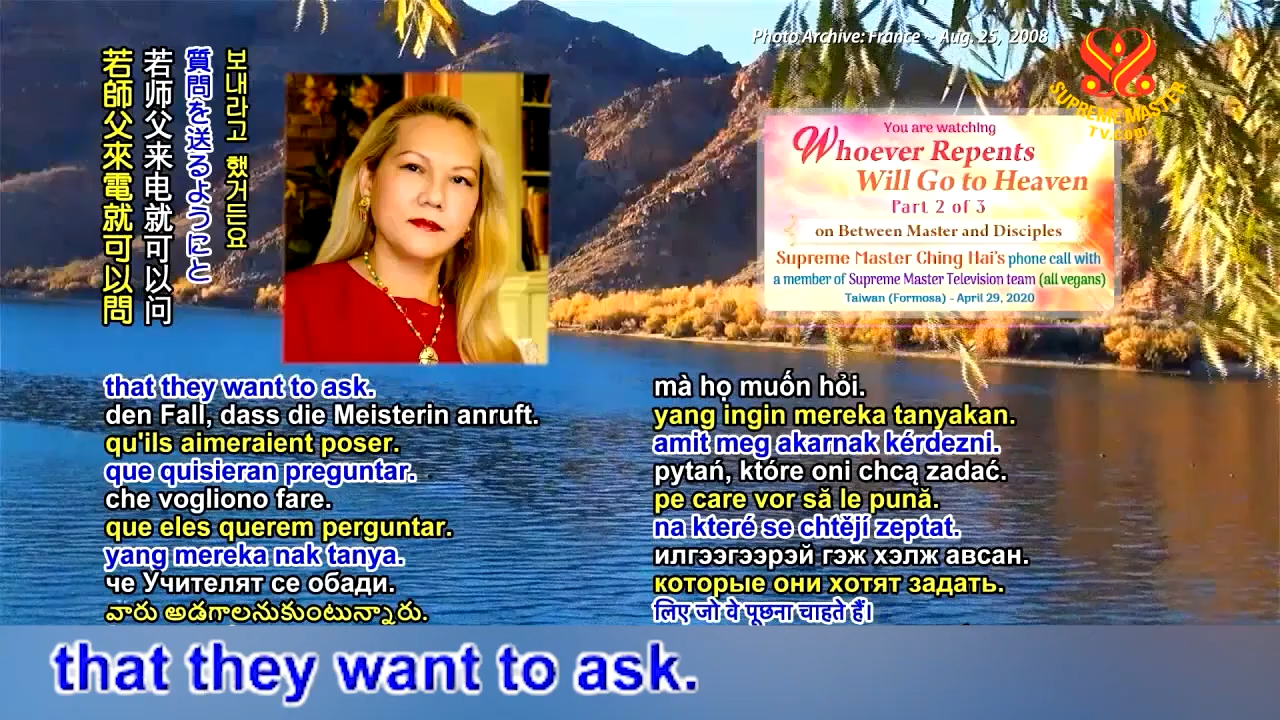 Photo Archive: France ~ Aug. 25, 2008
SUPREME MASTER
Tv.com
You are watching
Whoever Repents
Will Go to Heaven
Part 2 of 3
on Between Master and Disciples
Supreme Master Ching Hai's phone call with
a member of Supreme Master Television team (all vegans)
Taiwan (Formosa) - April 29, 2020
보내라고 했거든요
質問を送るようにと
若师父来电就可以问
若師父來電就可以問
that they want to ask.
den Fall, dass die Meisterin anruft.
qu'ils aimeraient poser.
que quisieran preguntar.
che vogliono fare.
que eles querem perguntar.
yang mereka nak tanya.
че Учителят се обади.
వారు అడగాలనుకుంటున్నారు.
mà họ muốn hỏi.
yang ingin mereka tanyakan.
amit meg akarnak kérdezni.
pytań, które oni chcą zadać.
pe care vor să le pună.
na které se chtějí zeptat.
илгээгээрэй гэж хэлж авсан.
которые они хотят задать.
लिए जो वे पूछना चाहते हैं।
that they want to ask.